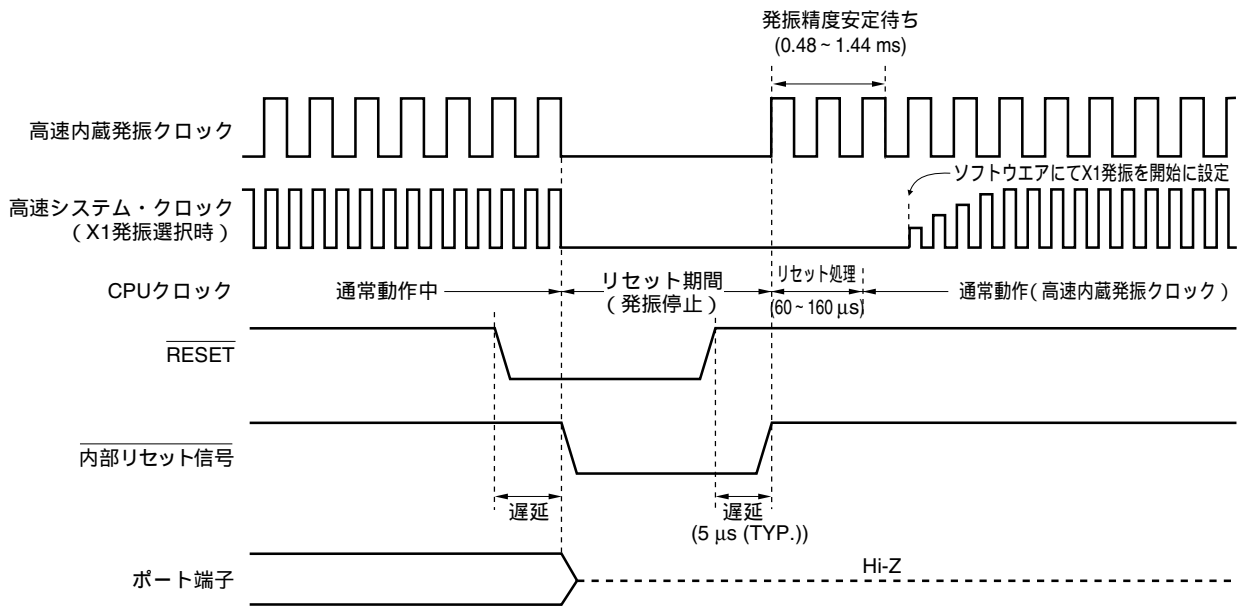 発振精度安定待ち
(0.48～1.44 ms)
高速内蔵発振クロック
ソフトウエアにてX1発振を開始に設定
高速システム・クロック
（X1発振選択時）
CPUクロック
通常動作中
リセット期間
（発振停止）
リセット処理
(60～160 μs)
通常動作（高速内蔵発振クロック）
RESET
内部リセット信号
遅延
遅延
(5 μs (TYP.))
ポート端子
Hi-Z